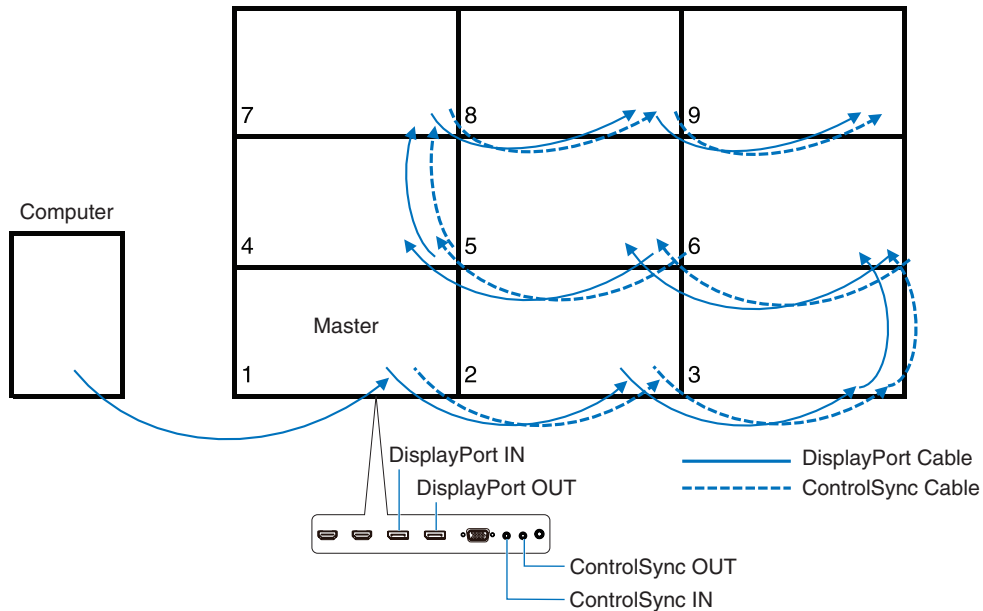 7
8
9
Computer
4
5
6
Master
1
2
3
DisplayPort IN
DisplayPort Cable
DisplayPort OUT
ControlSync Cable
ControlSync OUT
ControlSync IN